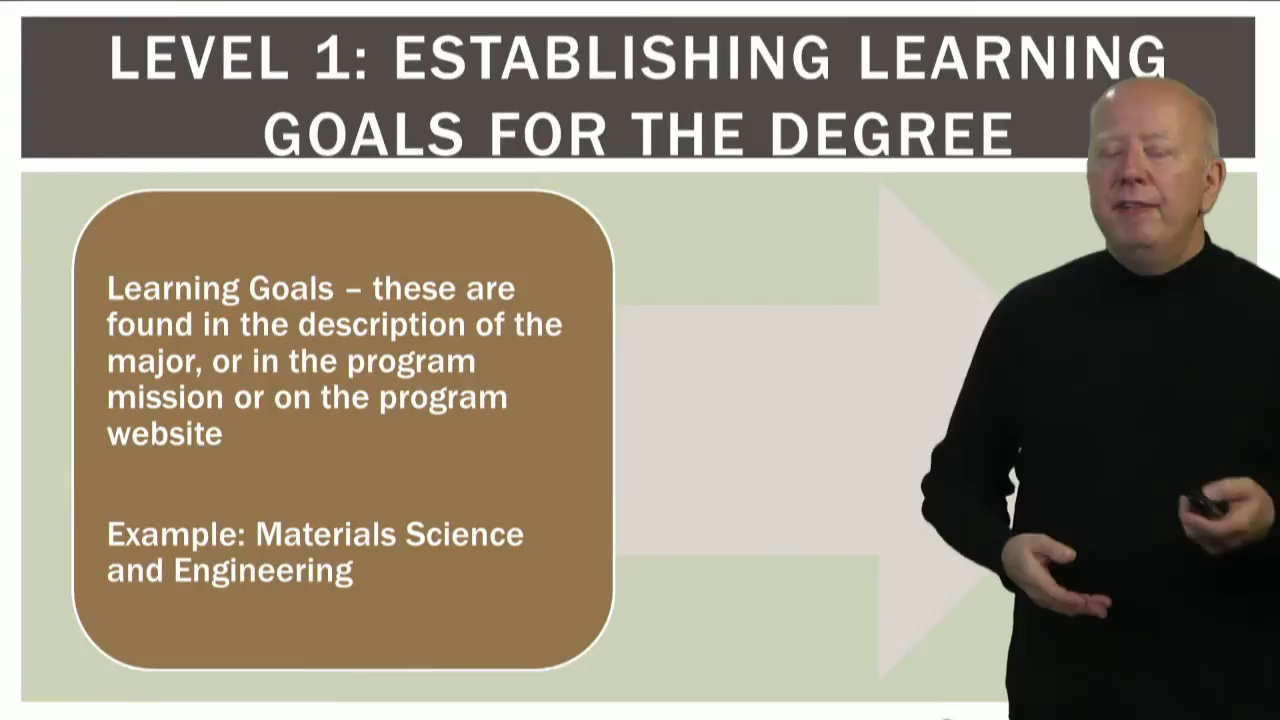 LEVEL 1: ESTABLISHING LEARNING
GOALS FOR THE DEGREE
Learning Goals – these are
found in the description of the
major, or in the program
mission or on the program
website
Example: Materials Science
and Engineering